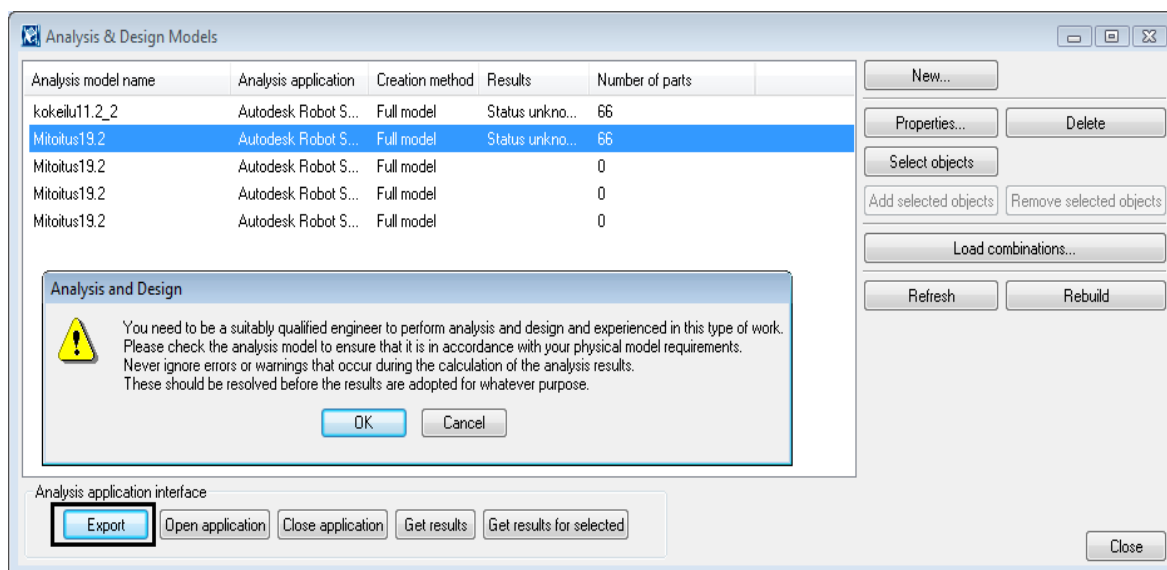 Analysis & Design Models
Analysis model name Analysis application Creation method Results Number of parts
kokeilu11.2_2 Autodesk Robot S... Full model Status unkno... 66
Mitoitus19.2 Autodesk Robot S... Full model Status unkno... 66
Mitoitus19.2 Autodesk Robot S... Full model 0
Mitoitus19.2 Autodesk Robot S... Full model 0
Mitoitus19.2 Autodesk Robot S... Full model 0
New...
Properties... Delete
Select objects
Add selected objects Remove selected objects
Load combinations...
Refresh Rebuild
Analysis and Design
You need to be a suitably qualified engineer to perform analysis and design and experienced in this type of work.
Please check the analysis model to ensure that it is in accordance with your physical model requirements.
Never ignore errors or warnings that occur during the calculation of the analysis results.
These should be resolved before the results are adopted for whatever purpose.
OK Cancel
Analysis application interface
Export Open application Close application Get results Get results for selected
Close